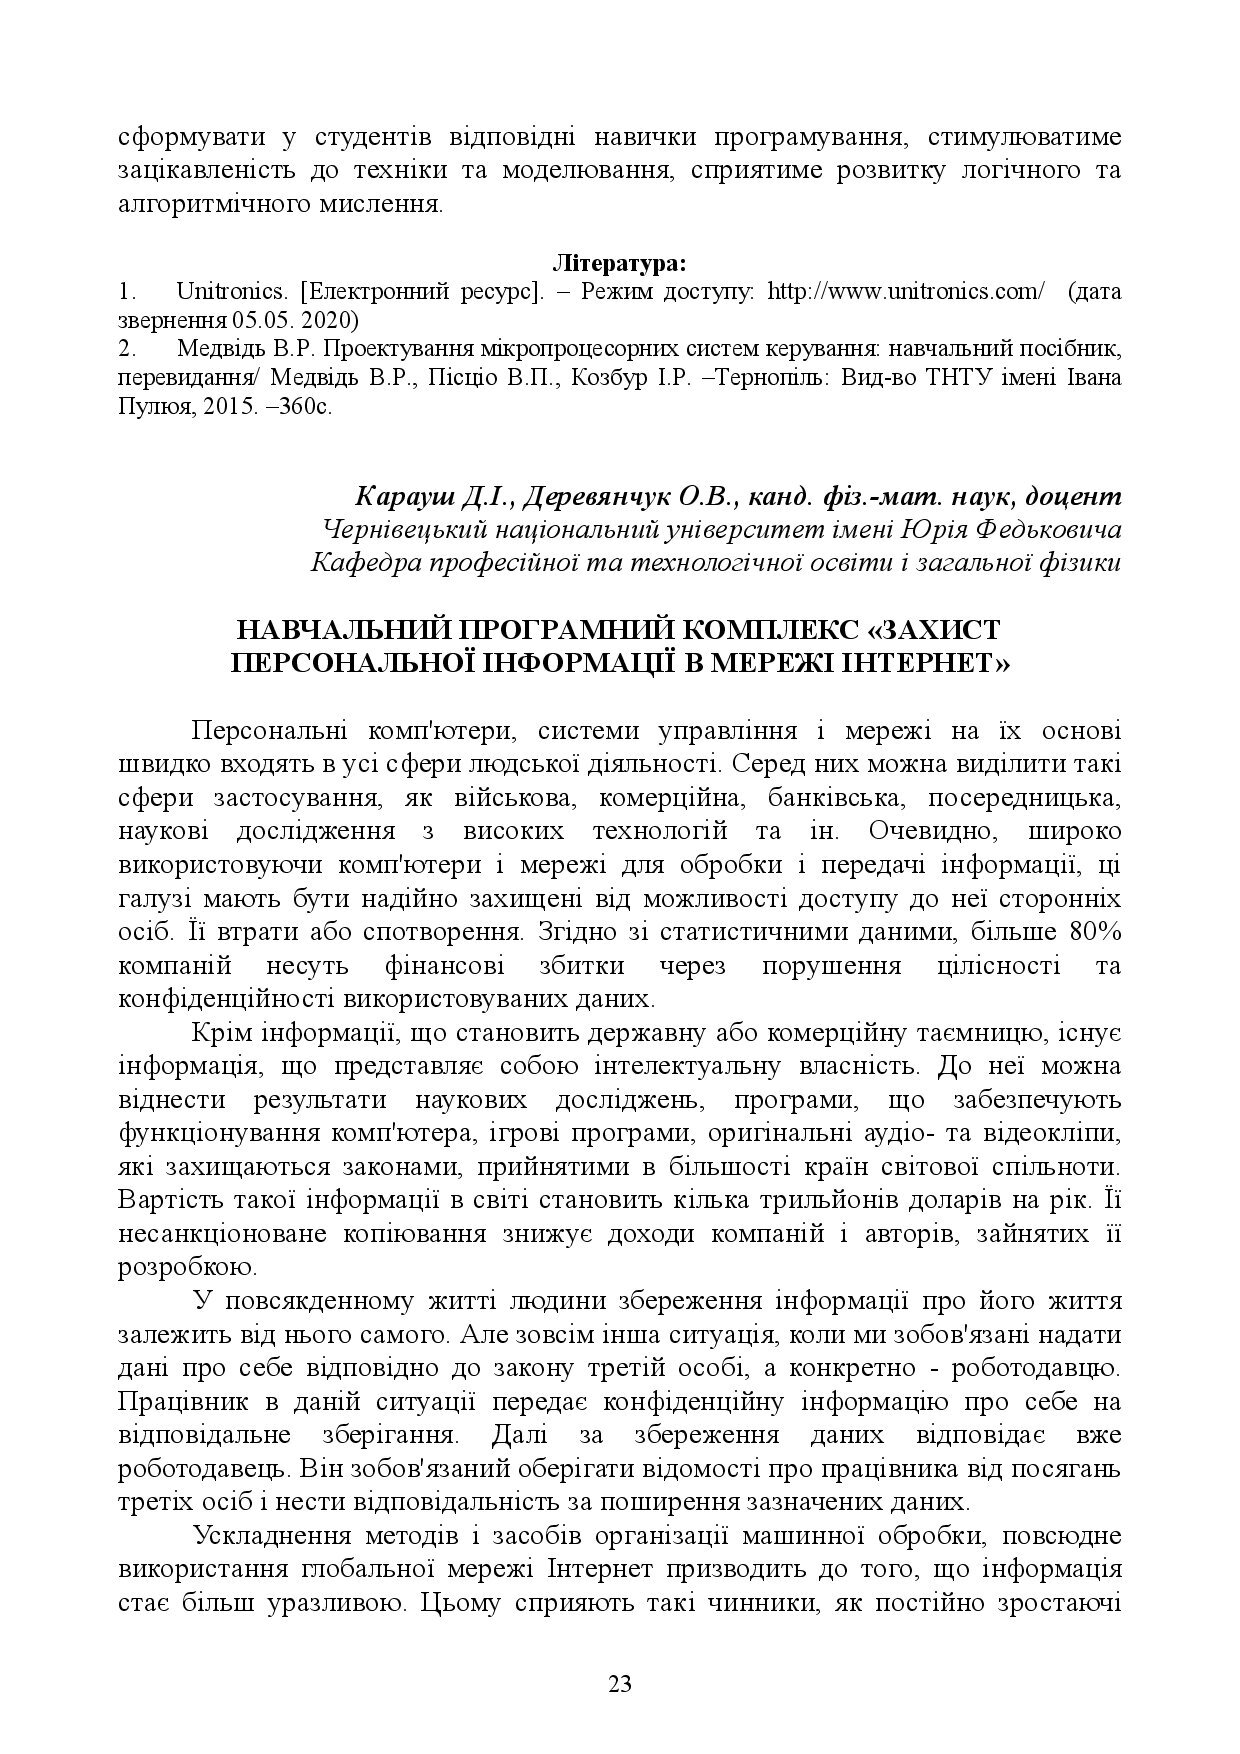 сформувати у студентів відповідні навички програмування, стимулюватиме
зацікавленість до техніки та моделювання, сприятиме розвитку логічного та
алгоритмічного мислення.
Література:
1. Unitronics. [Електронний ресурс]. – Режим доступу: http://www.unitronics.com/ (дата
звернення 05.05. 2020)
2. Медвідь В.Р. Проектування мікропроцесорних систем керування: навчальний посібник,
перевидання/ Медвідь В.Р., Пісціо В.П., Козбур І.Р. –Тернопіль: Вид-во ТНТУ імені Івана
Пулюя, 2015. –360с.
Карауш Д.І., Деревянчук О.В., канд. фіз.-мат. наук, доцент
Чернівецький національний університет імені Юрія Федьковича
Кафедра професійної та технологічної освіти і загальної фізики
НАВЧАЛЬНИЙ ПРОГРАМНИЙ КОМПЛЕКС «ЗАХИСТ
ПЕРСОНАЛЬНОЇ ІНФОРМАЦІЇ В МЕРЕЖІ ІНТЕРНЕТ»
Персональні комп'ютери, системи управління і мережі на їх основі
швидко входять в усі сфери людської діяльності. Серед них можна виділити такі
сфери застосування, як військова, комерційна, банківська, посередницька,
наукові дослідження з високих технологій та ін. Очевидно, широко
використовуючи комп'ютери і мережі для обробки і передачі інформації, ці
галузі мають бути надійно захищені від можливості доступу до неї сторонніх
осіб. Її втрати або спотворення. Згідно зі статистичними даними, більше 80%
компаній несуть фінансові збитки через порушення цілісності та
конфіденційності використовуваних даних.
Крім інформації, що становить державну або комерційну таємницю, існує
інформація, що представляє собою інтелектуальну власність. До неї можна
віднести результати наукових досліджень, програми, що забезпечують
функціонування комп'ютера, ігрові програми, оригінальні аудіо- та відеокліпи,
які захищаються законами, прийнятими в більшості країн світової спільноти.
Вартість такої інформації в світі становить кілька трильйонів доларів на рік. Її
несанкціоноване копіювання знижує доходи компаній і авторів, зайнятих її
розробкою.
У повсякденному житті людини збереження інформації про його життя
залежить від нього самого. Але зовсім інша ситуація, коли ми зобов'язані надати
дані про себе відповідно до закону третій особі, а конкретно - роботодавцю.
Працівник в даній ситуації передає конфіденційну інформацію про себе на
відповідальне зберігання. Далі за збереження даних відповідає вже
роботодавець. Він зобов'язаний оберігати відомості про працівника від посягань
третіх осіб і нести відповідальність за поширення зазначених даних.
Ускладнення методів і засобів організації машинної обробки, повсюдне
використання глобальної мережі Інтернет призводить до того, що інформація
стає більш уразливою. Цьому сприяють такі чинники, як постійно зростаючі
23